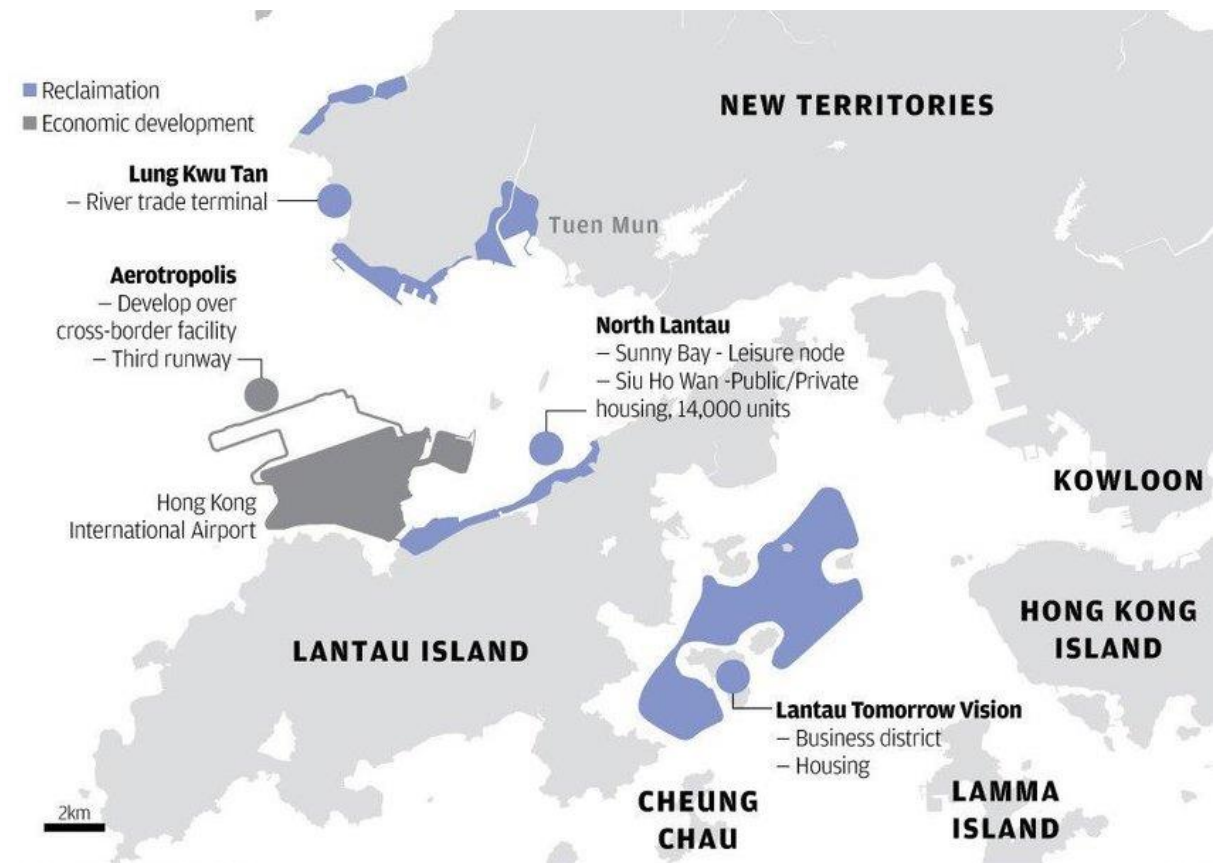 Reclaimation
Economic development
NEW TERRITORIES
Lung Kwu Tan
– River trade terminal
Tuen Mun
Aerotropolis
– Develop over
cross-border facility
– Third runway
North Lantau
– Sunny Bay - Leisure node
– Siu Ho Wan -Public/Private
housing, 14,000 units
Hong Kong
International Airport
KOWLOON
HONG KONG
ISLAND
LANTAU ISLAND
Lantau Tomorrow Vision
– Business district
– Housing
CHEUNG
CHAU
LAMMA
ISLAND
2km